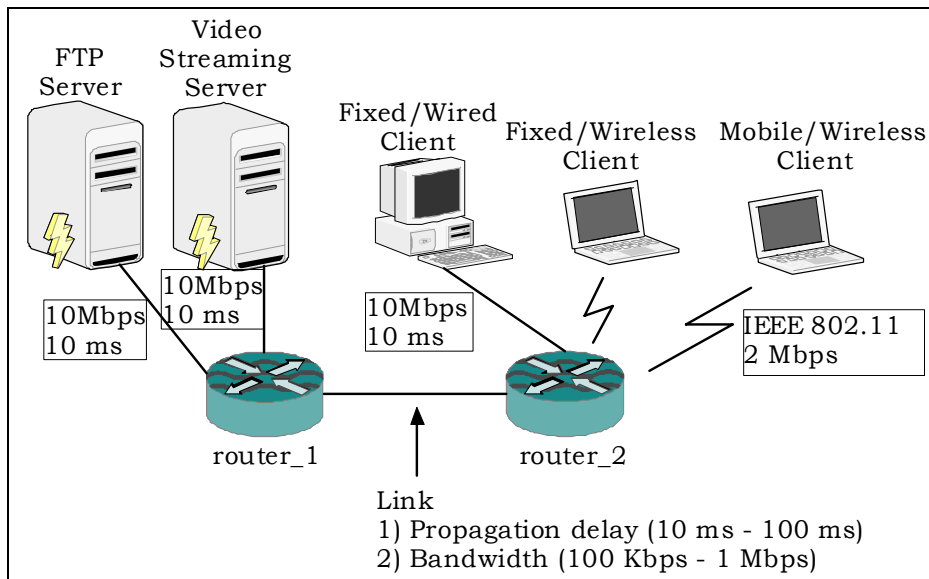 FTP
Server
Video
Streaming
Server
Fixed/Wired
Client
Fixed/Wireless
Client
Mobile/Wireless
Client
10Mbps
10 ms
10Mbps
10 ms
10Mbps
10 ms
IEEE 802.11
2 Mbps
router_1
router_2
Link
1) Propagation delay (10 ms - 100 ms)
2) Bandwidth (100 Kbps - 1 Mbps)